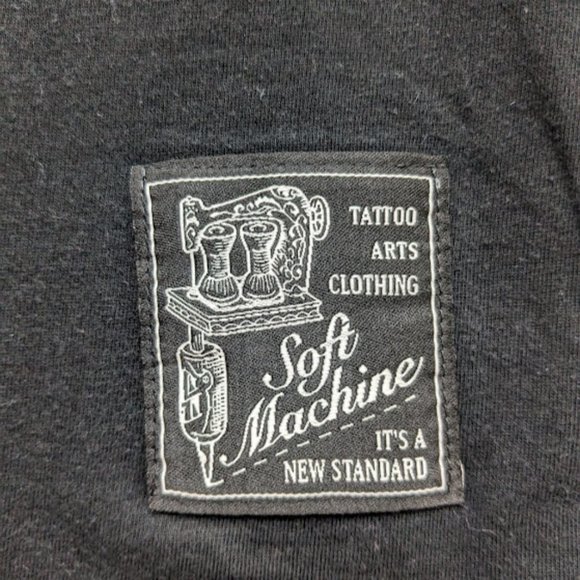 TATTOO
ARTS
CLOTHING
Soft
Machine
IT'S A
NEW STANDARD